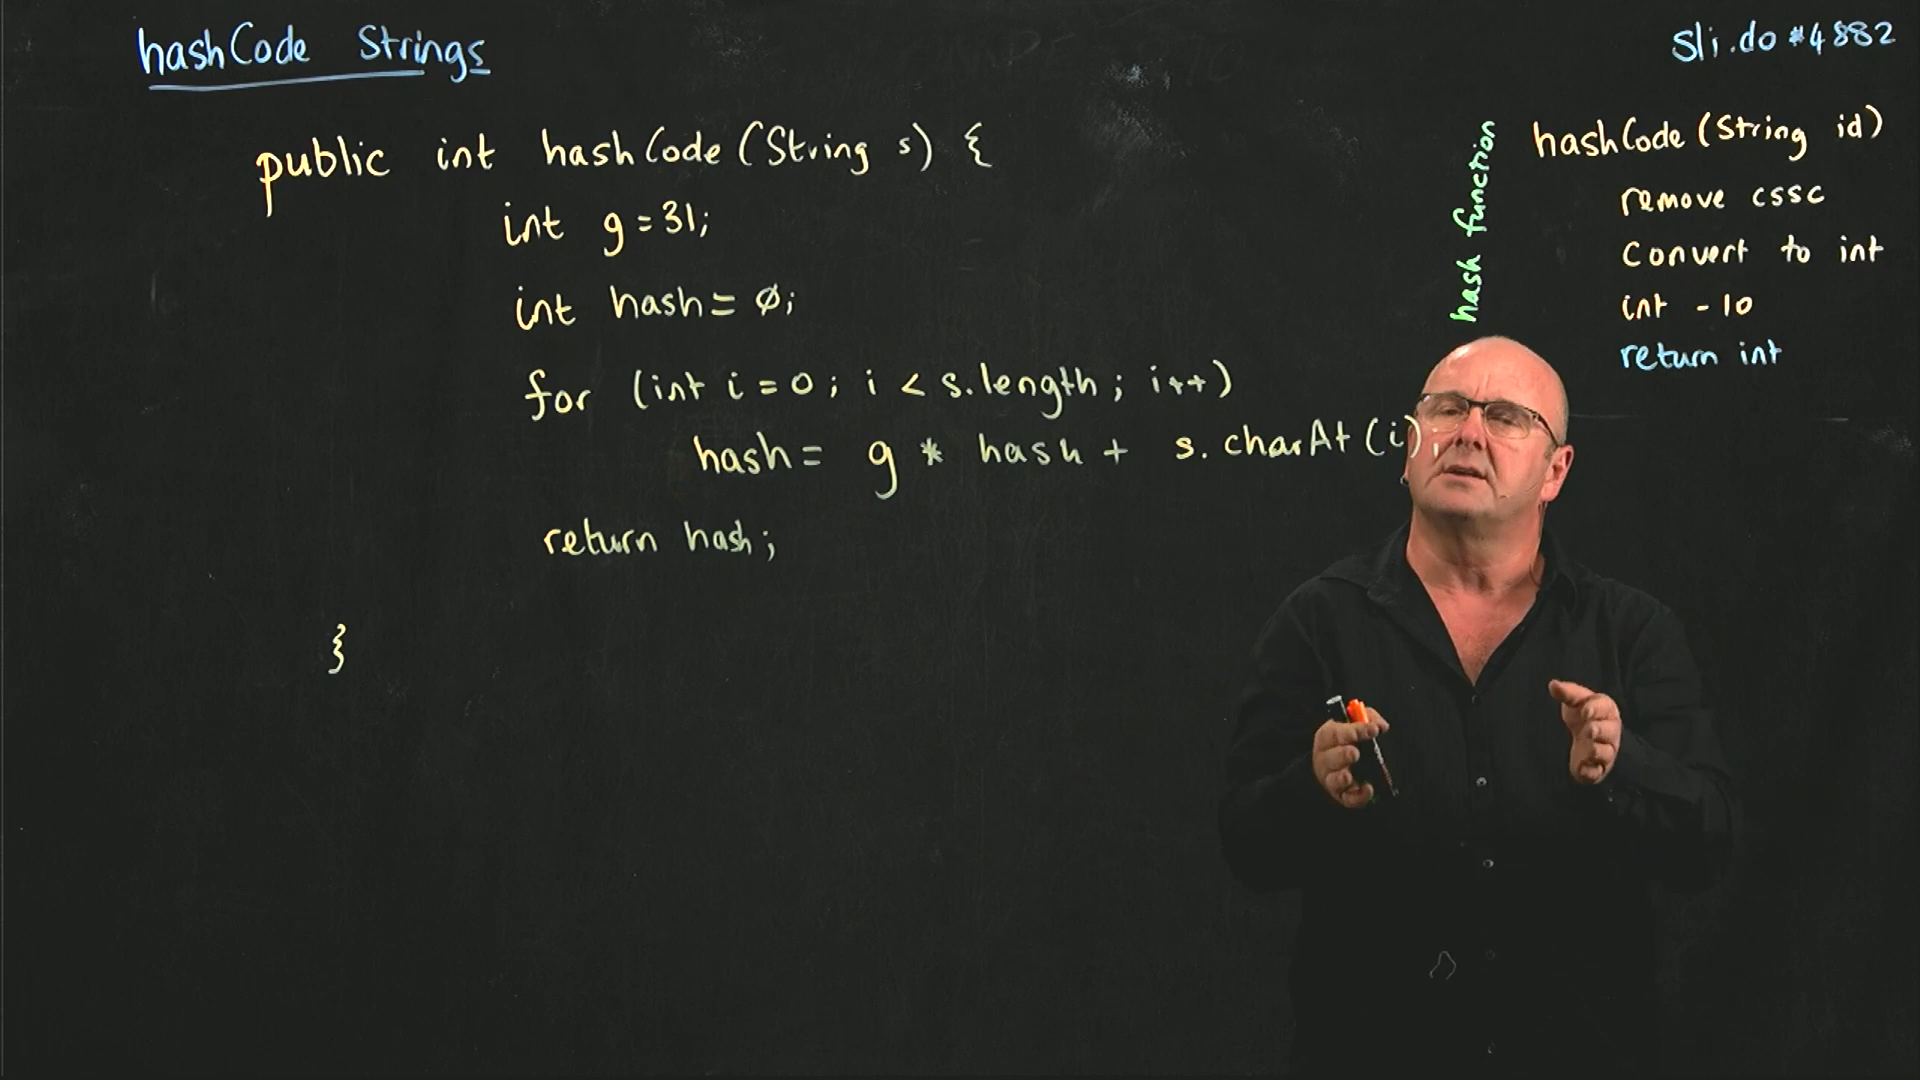 hashCode Strings
sli.do #4882
public int hashCode (String s) {
int g = 31;
int hash = Ø;
for (int i = 0; i < s.length; i++)
hash = g * hash + s.charAt(i);
return hash;
}
hash function
hashCode (String id)
remove cssc
convert to int
int - 10
return int